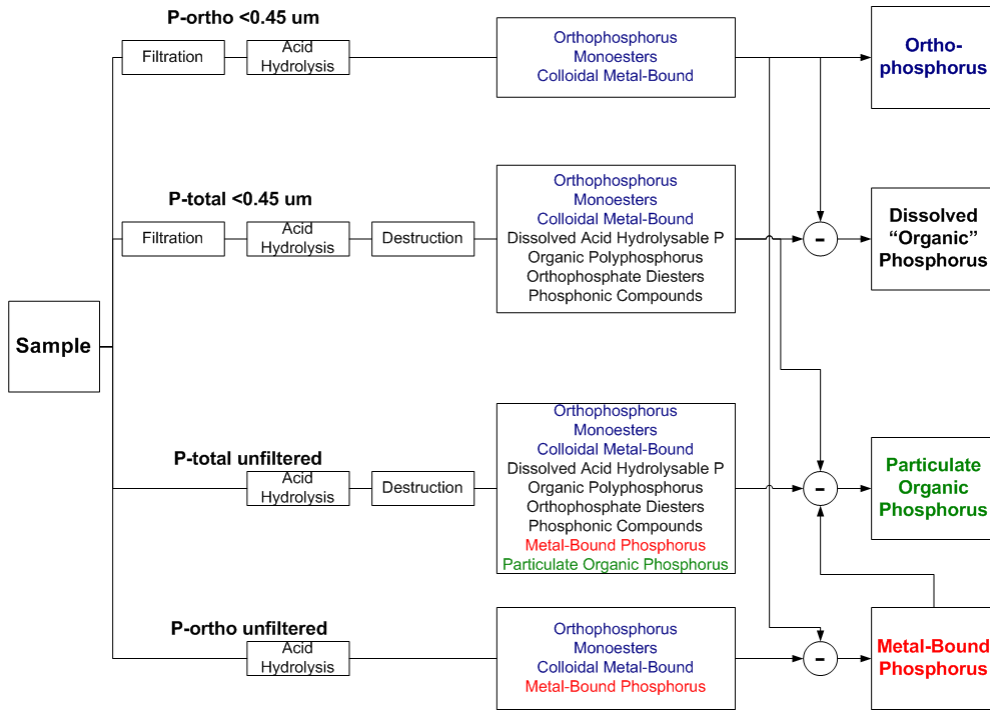 P-ortho <0.45 um
Filtration
Acid
Hydrolysis
Orthophosphorus
Monoesters
Colloidal Metal-Bound
Ortho-
phosphorus
P-total <0.45 um
Filtration
Acid
Hydrolysis
Destruction
Orthophosphorus
Monoesters
Colloidal Metal-Bound
Dissolved Acid Hydrolysable P
Organic Polyphosphorus
Orthophosphate Diesters
Phosphonic Compounds
-
Dissolved
“Organic”
Phosphorus
Sample
P-total unfiltered
Acid
Hydrolysis
Destruction
Orthophosphorus
Monoesters
Colloidal Metal-Bound
Dissolved Acid Hydrolysable P
Organic Polyphosphorus
Orthophosphate Diesters
Phosphonic Compounds
Metal-Bound Phosphorus
Particulate Organic Phosphorus
-
Particulate
Organic
Phosphorus
P-ortho unfiltered
Acid
Hydrolysis
Orthophosphorus
Monoesters
Colloidal Metal-Bound
Metal-Bound Phosphorus
-
Metal-Bound
Phosphorus